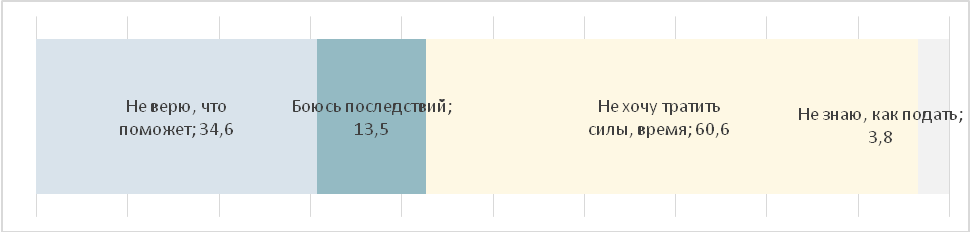 Не верю, что
поможет; 34,6
Боюсь последствий;
13,5
Не хочу тратить
силы, время; 60,6
Не знаю, как подать;
3,8